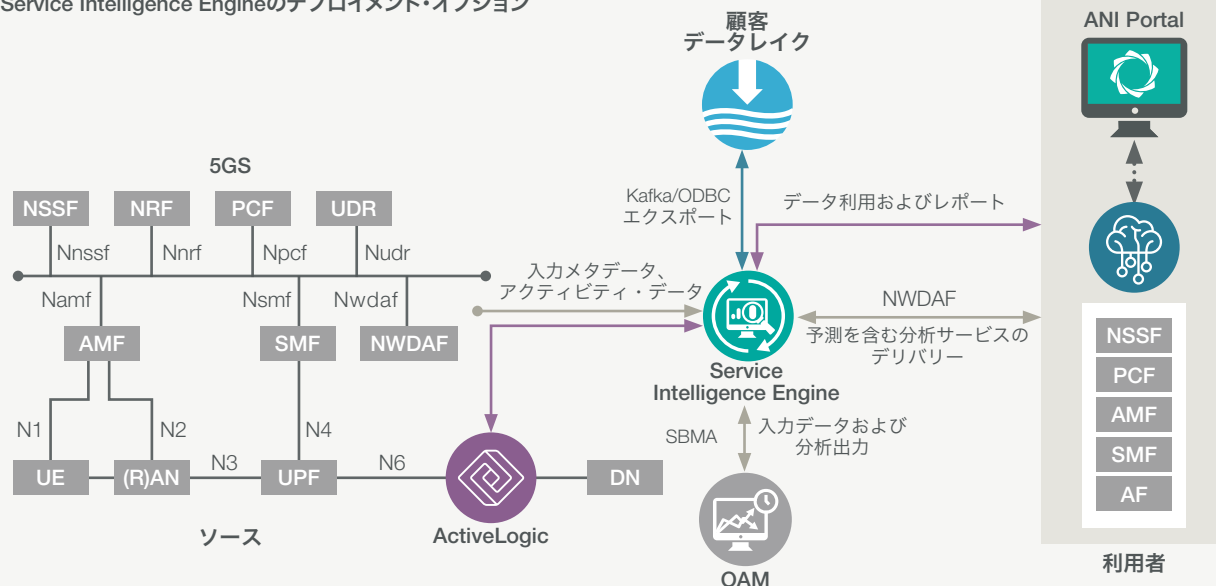 Service Intelligence Engineのデプロイメント・オプション
5GS
NSSF
NRF
PCF
UDR
Nnssf
Nnrf
Npcf
Nudr
Namf
Nsmf
Nwdaf
AMF
SMF
NWDAF
N1
N2
N4
UE
(R)AN
N3
UPF
N6
DN
ソース
ActiveLogic
顧客
データレイク
Kafka/ODBC
エクスポート
データ利用およびレポート
入力メタデータ、
アクティビティ・データ
Service
Intelligence Engine
NWDAF
予測を含む分析サービスの
デリバリー
SBMA
入力データおよび
分析出力
OAM
ANI Portal
NSSF
PCF
AMF
SMF
AF
利用者